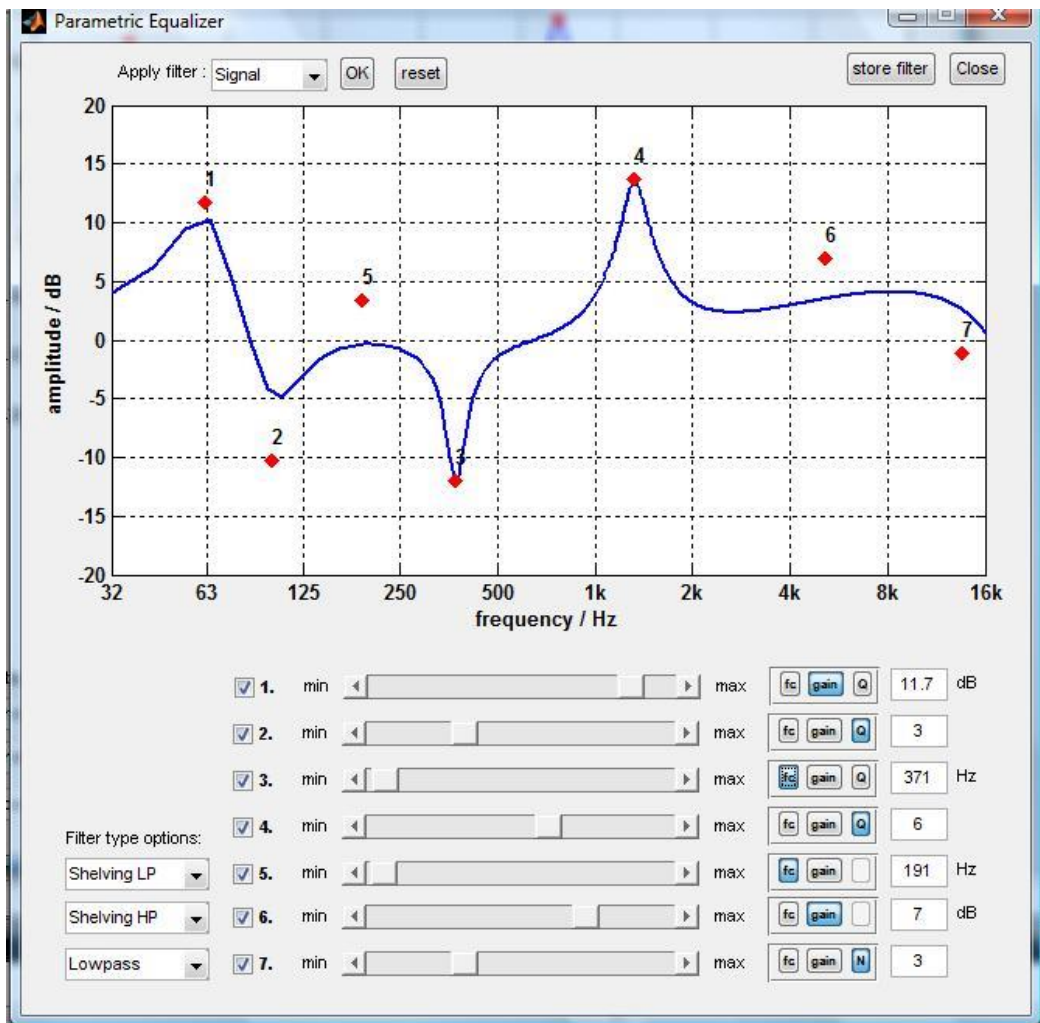 Parametric Equalizer
Apply filter : Signal OK reset store filter Close
20
15
10
5
0
-5
-10
-15
-20
amplitude / dB
1
2
3
4
5
6
7
32 63 125 250 500 1k 2k 4k 8k 16k
frequency / Hz
1. min max fc gain Q 11.7 dB
2. min max fc gain Q 3
3. min max fc gain Q 371 Hz
4. min max fc gain Q 6
Filter type options:
Shelving LP 5. min max fc gain 191 Hz
Shelving HP 6. min max fc gain 7 dB
Lowpass 7. min max fc gain N 3